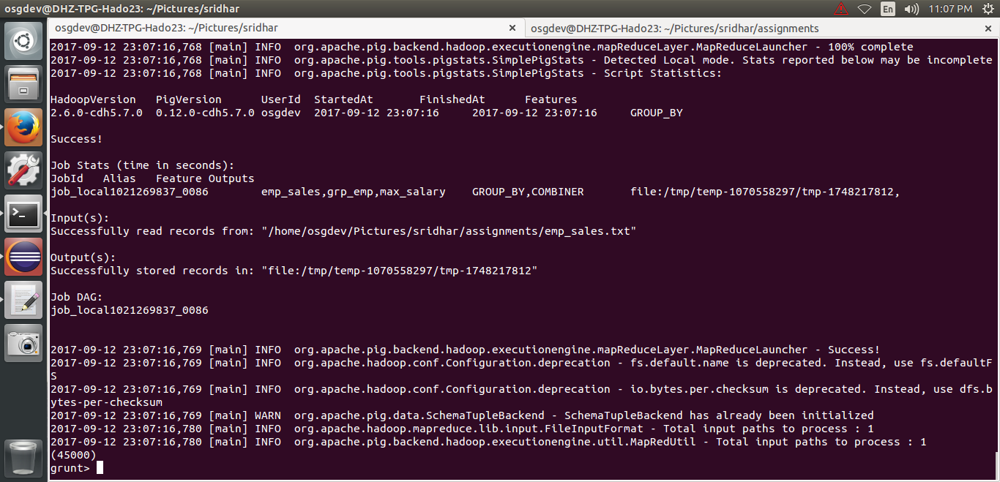 osgdev@DHZ-TPG-Hado23: ~/Pictures/sridhar
En
11:07 PM
osgdev@DHZ-TPG-Hado23: ~/Pictures/sridhar
osgdev@DHZ-TPG-Hado23: ~/Pictures/sridhar/assignments
2017-09-12 23:07:16,768 [main] INFO  org.apache.pig.backend.hadoop.executionengine.mapReduceLayer.MapReduceLauncher - 100% complete
2017-09-12 23:07:16,768 [main] INFO  org.apache.pig.tools.pigstats.SimplePigStats - Detected Local mode. Stats reported below may be incomplete
2017-09-12 23:07:16,768 [main] INFO  org.apache.pig.tools.pigstats.SimplePigStats - Script Statistics:
HadoopVersion   PigVersion      UserId  StartedAt       FinishedAt      Features
2.6.0-cdh5.7.0  0.12.0-cdh5.7.0 osgdev  2017-09-12 23:07:16     2017-09-12 23:07:16     GROUP_BY
Success!
Job Stats (time in seconds):
JobId   Alias   Feature Outputs
job_local1021269837_0086        emp_sales,grp_emp,max_salary    GROUP_BY,COMBINER       file:/tmp/temp-1070558297/tmp-1748217812,
Input(s):
Successfully read records from: "/home/osgdev/Pictures/sridhar/assignments/emp_sales.txt"
Output(s):
Successfully stored records in: "file:/tmp/temp-1070558297/tmp-1748217812"
Job DAG:
job_local1021269837_0086
2017-09-12 23:07:16,769 [main] INFO  org.apache.pig.backend.hadoop.executionengine.mapReduceLayer.MapReduceLauncher - Success!
2017-09-12 23:07:16,769 [main] INFO  org.apache.hadoop.conf.Configuration.deprecation - fs.default.name is deprecated. Instead, use fs.defaultF
S
2017-09-12 23:07:16,769 [main] INFO  org.apache.hadoop.conf.Configuration.deprecation - io.bytes.per.checksum is deprecated. Instead, use dfs.b
ytes-per-checksum
2017-09-12 23:07:16,769 [main] WARN  org.apache.pig.data.SchemaTupleBackend - SchemaTupleBackend has already been initialized
2017-09-12 23:07:16,780 [main] INFO  org.apache.hadoop.mapreduce.lib.input.FileInputFormat - Total input paths to process : 1
2017-09-12 23:07:16,780 [main] INFO  org.apache.pig.backend.hadoop.executionengine.util.MapRedUtil - Total input paths to process : 1
(45000)
grunt>